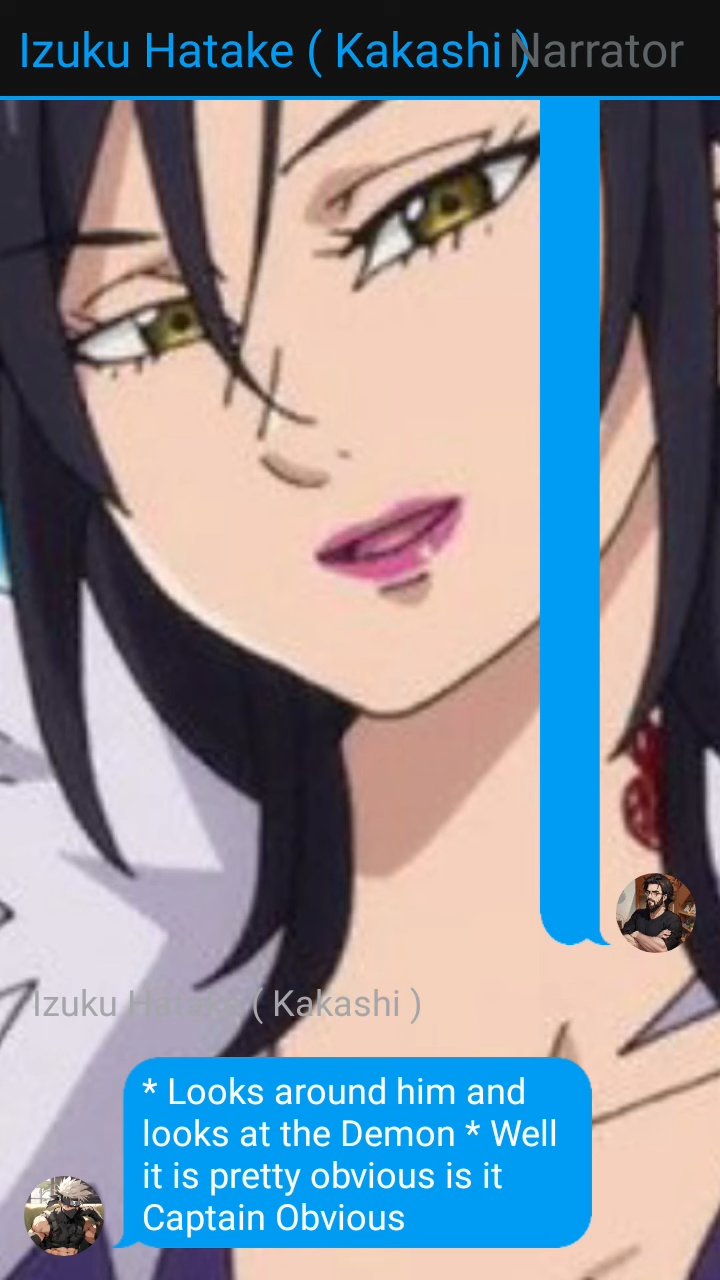 Izuku Hatake ( Kakashi ) Narrator
Izuku Hatake ( Kakashi )
* Looks around him and
looks at the Demon * Well
it is pretty obvious is it
Captain Obvious